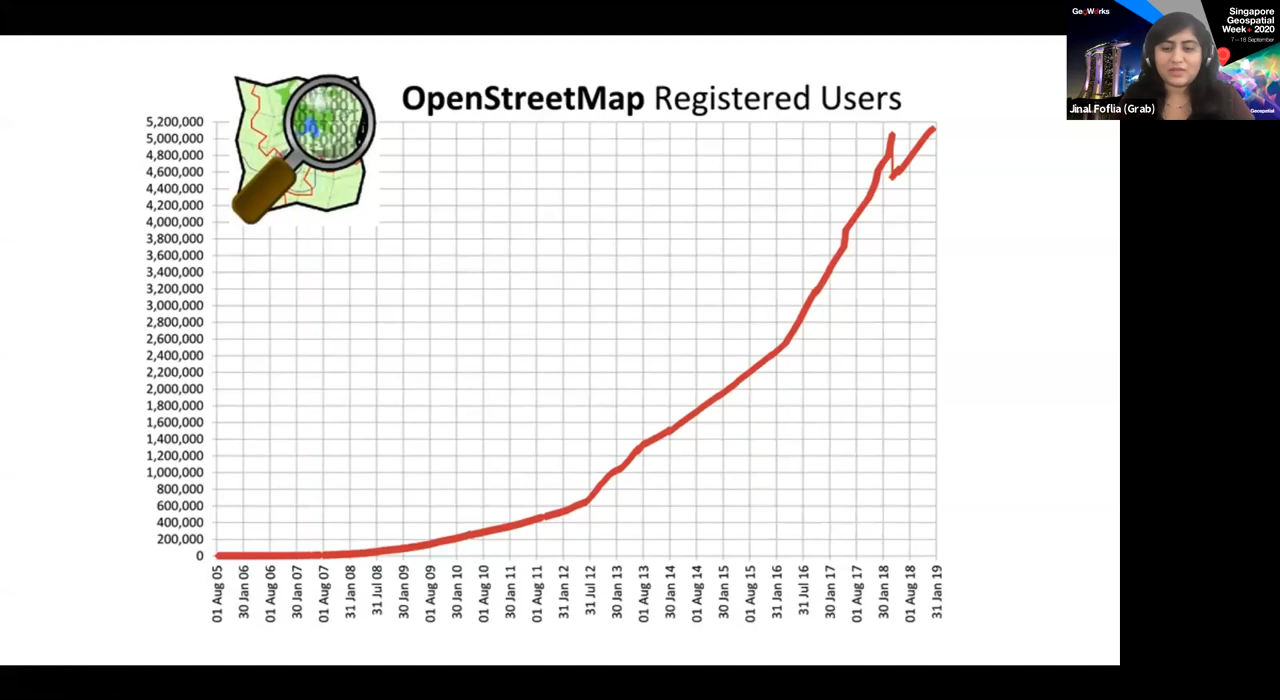 OpenStreetMap Registered Users
5,200,000
5,000,000
4,800,000
4,600,000
4,400,000
4,200,000
4,000,000
3,800,000
3,600,000
3,400,000
3,200,000
3,000,000
2,800,000
2,600,000
2,400,000
2,200,000
2,000,000
1,800,000
1,600,000
1,400,000
1,200,000
1,000,000
800,000
600,000
400,000
200,000
0
01 Aug 05
30 Jan 06
01 Aug 06
30 Jan 07
01 Aug 07
31 Jan 08
31 Jul 08
30 Jan 09
01 Aug 09
30 Jan 10
01 Aug 10
30 Jan 11
01 Aug 11
31 Jan 12
31 Jul 12
30 Jan 13
01 Aug 13
30 Jan 14
01 Aug 14
30 Jan 15
01 Aug 15
31 Jan 16
31 Jul 16
30 Jan 17
01 Aug 17
30 Jan 18
01 Aug 18
31 Jan 19
GeoWorks
Singapore
Geospatial
Week+ 2020
7 – 18 September
Jinal Foflia (Grab)
Geospatial